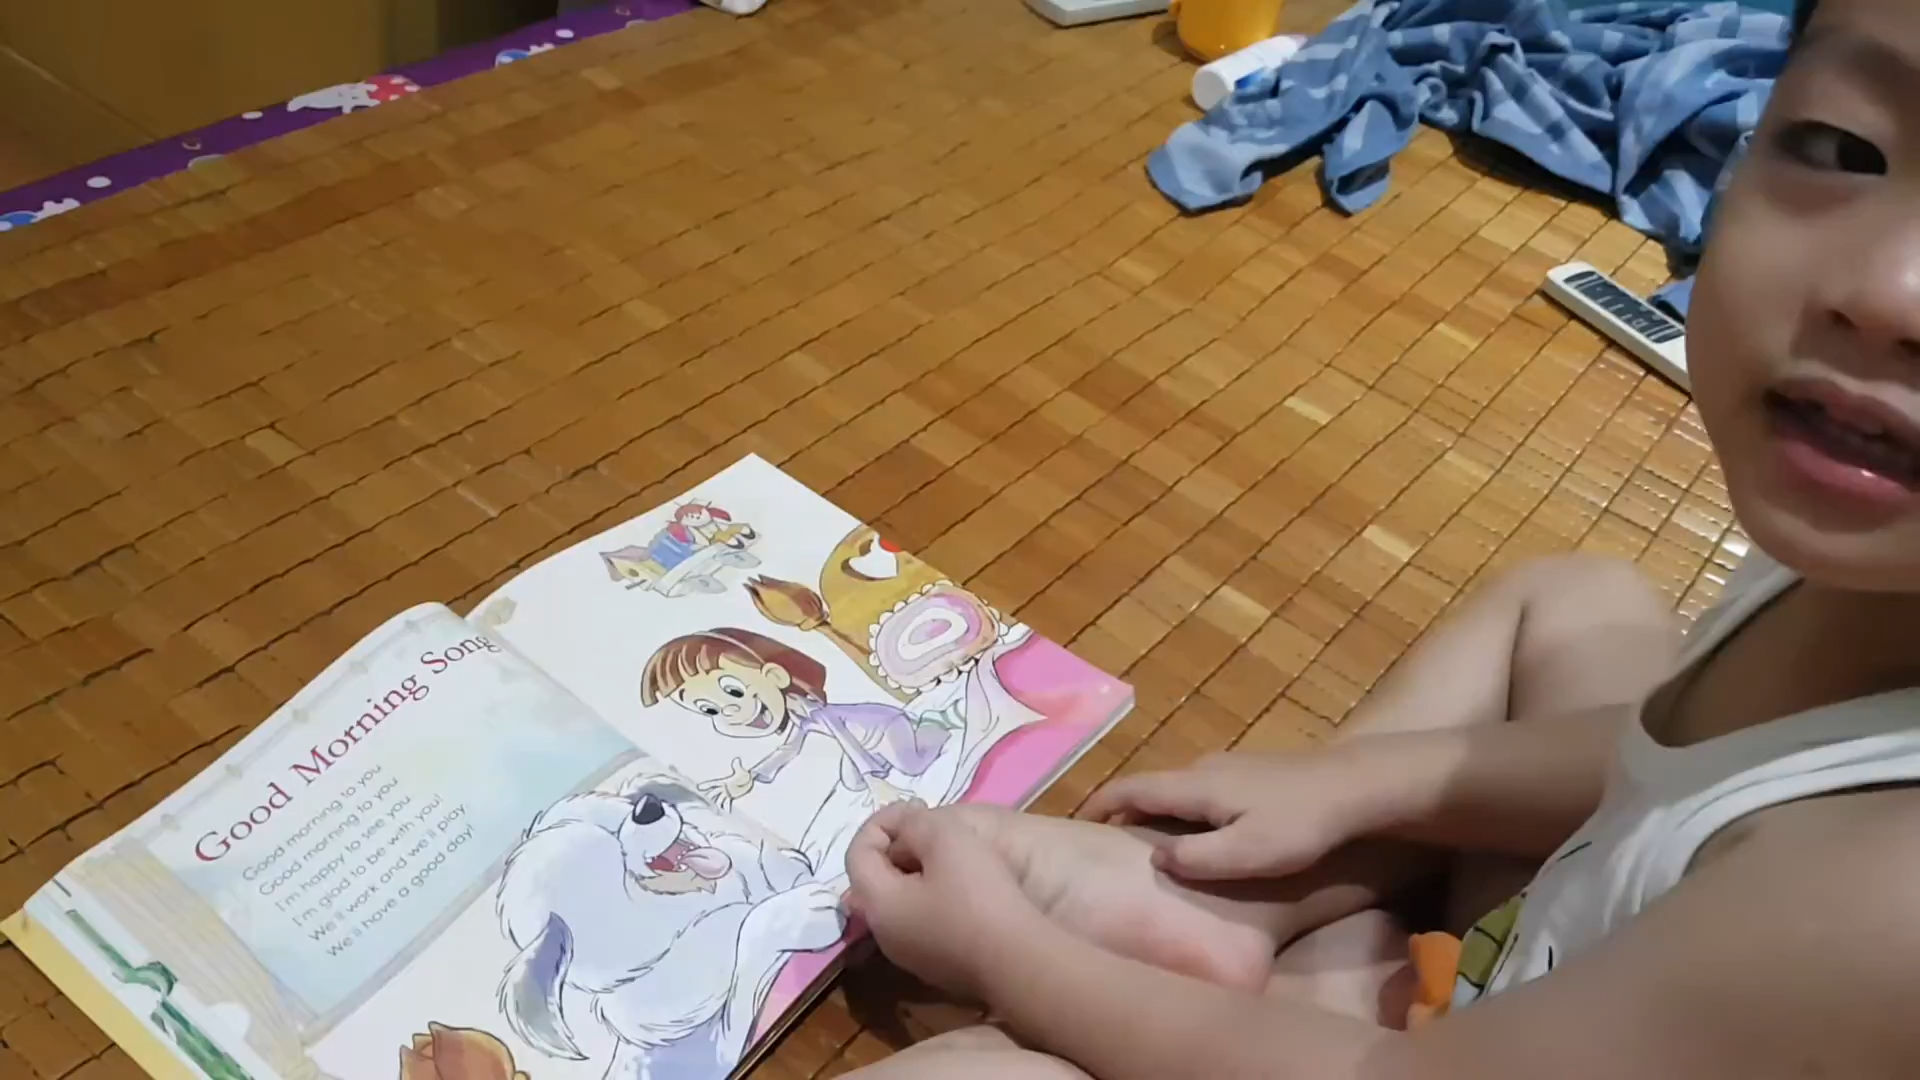 Good Morning Song
Good morning to you
Good morning to you
I'm happy to see you
I'm glad to be with you!
We'll work and we'll play
We'll have a good day!